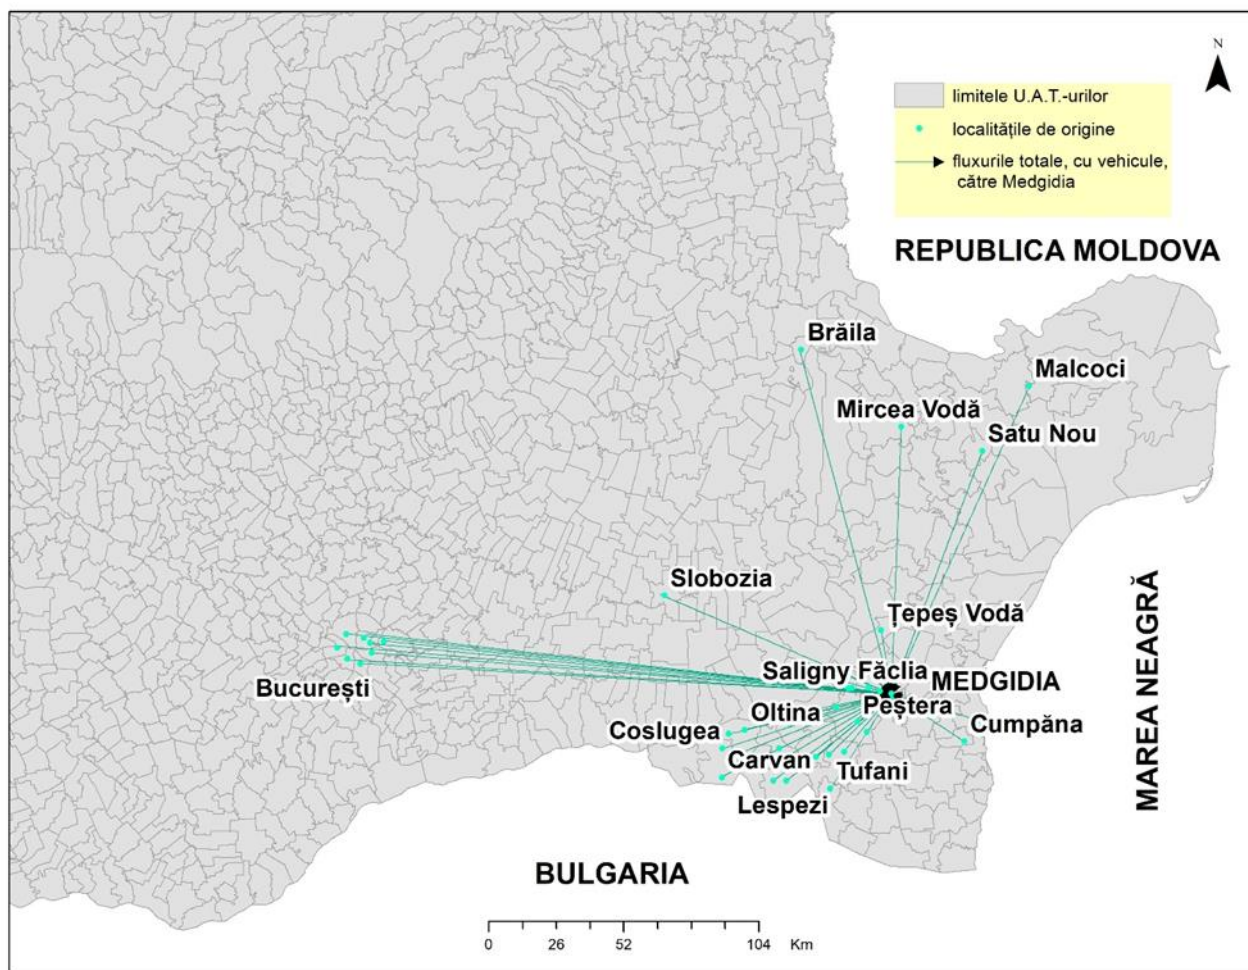 N
limitele U.A.T.-urilor
localitățile de origine
fluxurile totale, cu vehicule,
către Medgidia
REPUBLICA MOLDOVA
Brăila
Malcoci
Mircea Vodă
Satu Nou
Slobozia
Țepeș Vodă
MAREA NEAGRĂ
Saligny Făclia
MEDGIDIA
București
Oltina
Peștera
Cumpăna
Coslugea
Carvan
Tufani
Lespezi
BULGARIA
0 26 52 104 Km